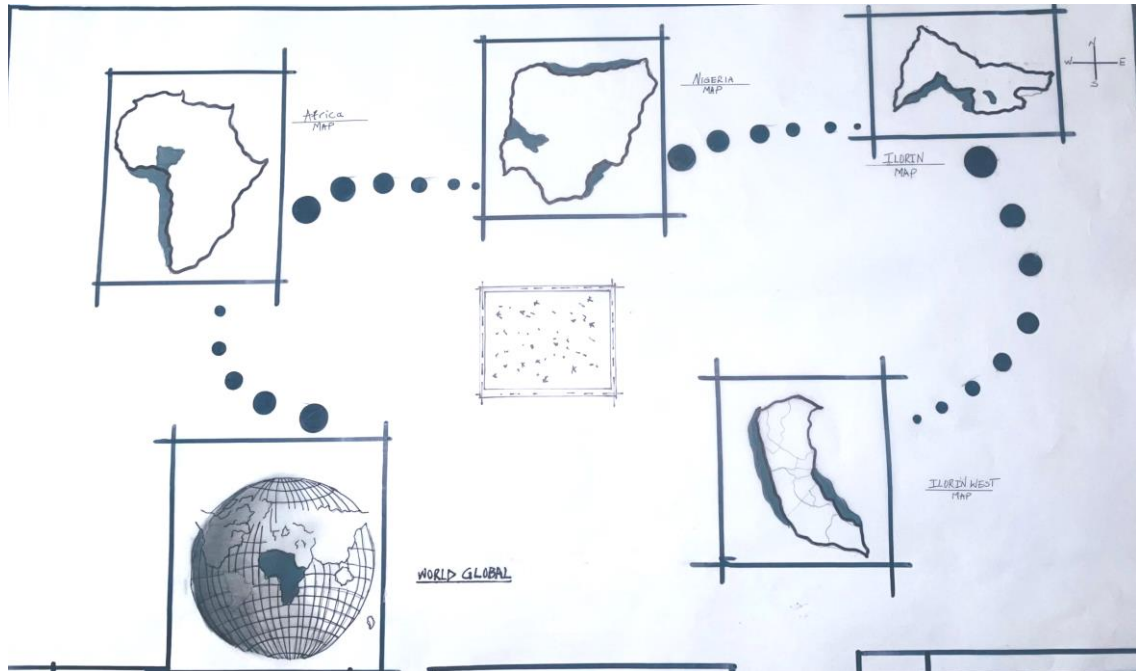 Africa
MAP
NIGERIA
MAP
N
W E
S
ILORIN
MAP
ILORIN WEST
MAP
WORLD GLOBAL